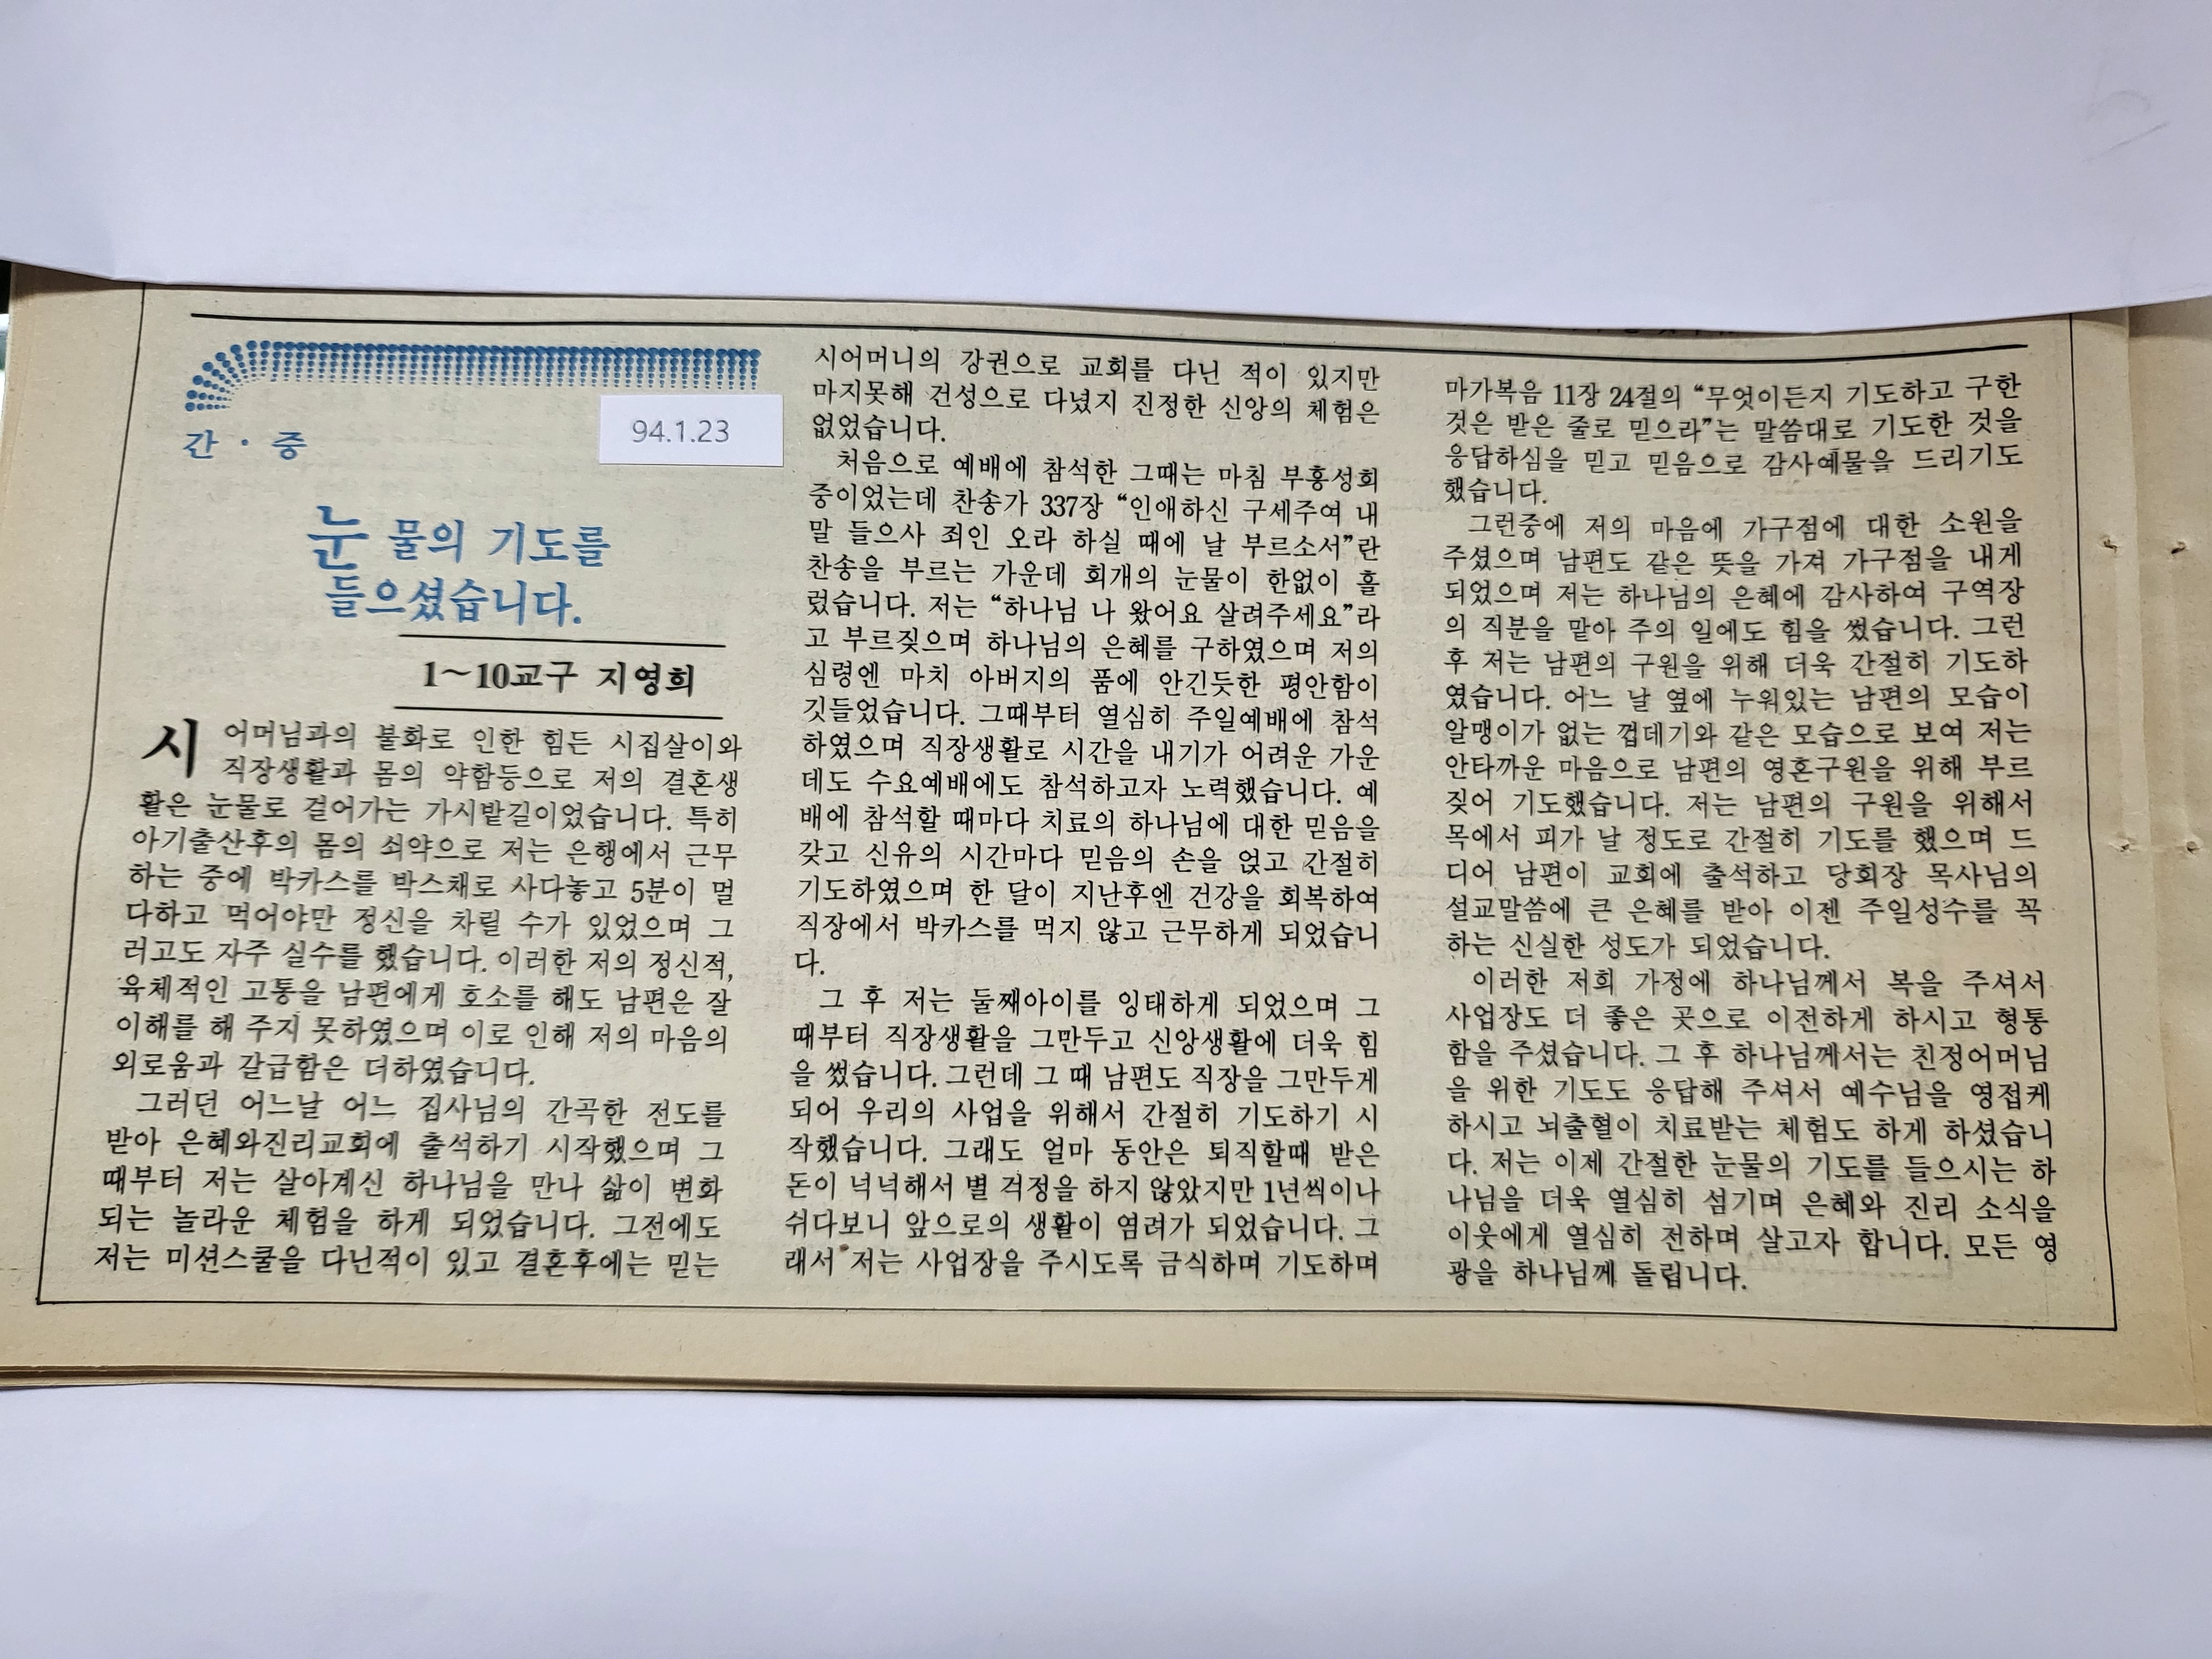 간 · 증
94.1.23
눈물의 기도를
들으셨습니다.
1~10교구 지영희
시어머님과의 불화로 인한 힘든 시집살이와
직장생활과 몸의 약함등으로 저의 결혼생
활은 눈물로 걸어가는 가시밭길이었습니다. 특히
아기출산후의 몸의 쇠약으로 저는 은행에서 근무
하는 중에 박카스를 박스채로 사다놓고 5분이 멀
다하고 먹어야만 정신을 차릴 수가 있었으며 그
러고도 자주 실수를 했습니다. 이러한 저의 정신적,
육체적인 고통을 남편에게 호소를 해도 남편은 잘
이해를 해 주지 못하였으며 이로 인해 저의 마음의
외로움과 갈급함은 더하였습니다.
그러던 어느날 어느 집사님의 간곡한 전도를
받아 은혜와진리교회에 출석하기 시작했으며 그
때부터 저는 살아계신 하나님을 만나 삶이 변화
되는 놀라운 체험을 하게 되었습니다. 그전에도
저는 미션스쿨을 다닌적이 있고 결혼후에는 믿는
시어머니의 강권으로 교회를 다닌 적이 있지만
마지못해 건성으로 다녔지 진정한 신앙의 체험은
없었습니다.
처음으로 예배에 참석한 그때는 마침 부흥성회
중이었는데 찬송가 337장 “인애하신 구세주여 내
말 들으사 죄인 오라 하실 때에 날 부르소서”란
찬송을 부르는 가운데 회개의 눈물이 한없이 흘
렀습니다. 저는 “하나님 나 왔어요 살려주세요”라
고 부르짖으며 하나님의 은혜를 구하였으며 저의
심령엔 마치 아버지의 품에 안긴듯한 평안함이
깃들었습니다. 그때부터 열심히 주일예배에 참석
하였으며 직장생활로 시간을 내기가 어려운 가운
데도 수요예배에도 참석하고자 노력했습니다. 예
배에 참석할 때마다 치료의 하나님에 대한 믿음을
갖고 신유의 시간마다 믿음의 손을 얹고 간절히
기도하였으며 한 달이 지난후엔 건강을 회복하여
직장에서 박카스를 먹지 않고 근무하게 되었습니
다.
그 후 저는 둘째아이를 잉태하게 되었으며 그
때부터 직장생활을 그만두고 신앙생활에 더욱 힘
을 썼습니다. 그런데 그 때 남편도 직장을 그만두게
되어 우리의 사업을 위해서 간절히 기도하기 시
작했습니다. 그래도 얼마 동안은 퇴직할때 받은
돈이 넉넉해서 별 걱정을 하지 않았지만 1년씩이나
쉬다보니 앞으로의 생활이 염려가 되었습니다. 그
래서 저는 사업장을 주시도록 금식하며 기도하며
마가복음 11장 24절의 “무엇이든지 기도하고 구한
것은 받은 줄로 믿으라”는 말씀대로 기도한 것을
응답하심을 믿고 믿음으로 감사예물을 드리기도
했습니다.
그런중에 저의 마음에 가구점에 대한 소원을
주셨으며 남편도 같은 뜻을 가져 가구점을 내게
되었으며 저는 하나님의 은혜에 감사하여 구역장
의 직분을 맡아 주의 일에도 힘을 썼습니다. 그런
후 저는 남편의 구원을 위해 더욱 간절히 기도하
였습니다. 어느 날 옆에 누워있는 남편의 모습이
알맹이가 없는 껍데기와 같은 모습으로 보여 저는
안타까운 마음으로 남편의 영혼구원을 위해 부르
짖어 기도했습니다. 저는 남편의 구원을 위해서
목에서 피가 날 정도로 간절히 기도를 했으며 드
디어 남편이 교회에 출석하고 당회장 목사님의
설교말씀에 큰 은혜를 받아 이젠 주일성수를 꼭
하는 신실한 성도가 되었습니다.
이러한 저희 가정에 하나님께서 복을 주셔서
사업장도 더 좋은 곳으로 이전하게 하시고 형통
함을 주셨습니다. 그 후 하나님께서는 친정어머님
을 위한 기도도 응답해 주셔서 예수님을 영접케
하시고 뇌출혈이 치료받는 체험도 하게 하셨습니
다. 저는 이제 간절한 눈물의 기도를 들으시는 하
나님을 더욱 열심히 섬기며 은혜와 진리 소식을
이웃에게 열심히 전하며 살고자 합니다. 모든 영
광을 하나님께 돌립니다.